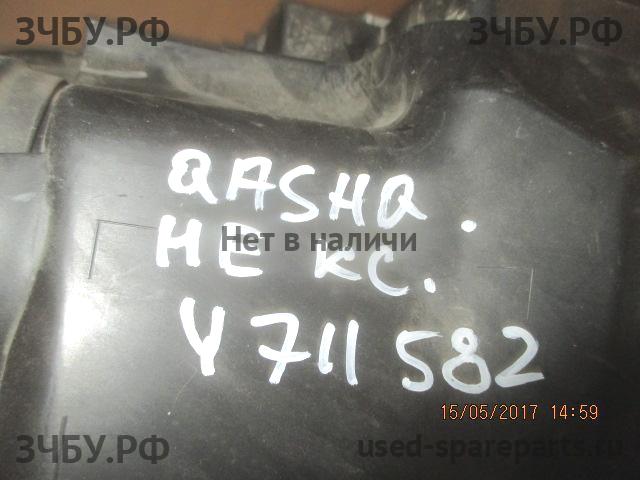 ЗЧБУ.РФ ЗЧБУ.РФ
QASHQ.
НЕ КС.
Нет в наличи
У 711 582
15/05/2017 14:59
ЗЧБУ.РФ used-spareparts.ru